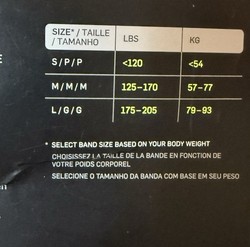 SIZE* / TAILLE / TAMANHO LBS KG
S/P/P <120 <54
M/M/M 125-170 57-77
L/G/G 175-205 79-93
* SELECT BAND SIZE BASED ON YOUR BODY WEIGHT
CHOISISSEZ LA TAILLE DE LA BANDE EN FONCTION DE
VOTRE POIDS CORPOREL
SELECIONE O TAMANHO DA BANDA COM BASE EM SEU PESO